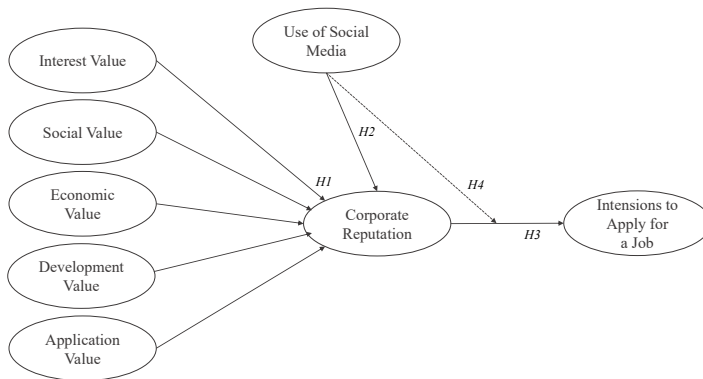 Interest Value
Social Value
Economic
Value
Development
Value
Application
Value
Use of Social
Media
H1
H2
H4
Corporate
Reputation
H3
Intensions to
Apply for
a Job